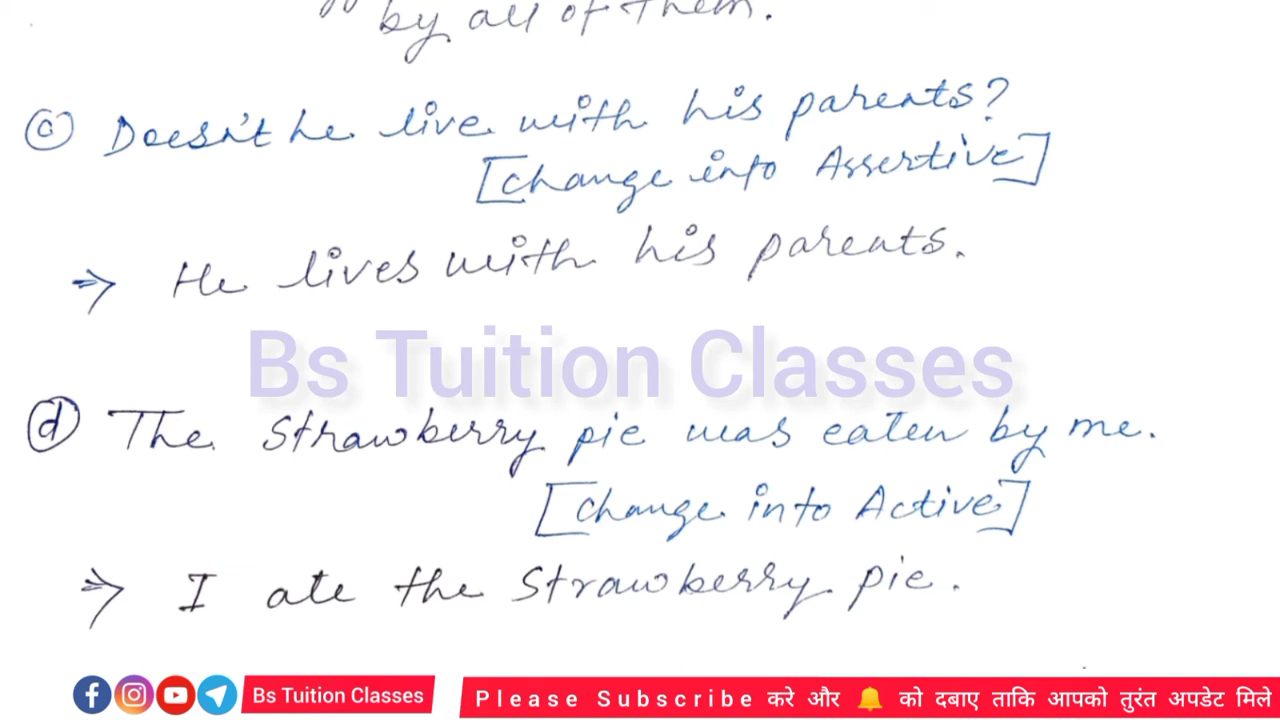 by all of them.
(c) Doesn't he live with his parents?
[Change into Assertive]
⇒ He lives with his parents.
Bs Tuition Classes
(d) The Strawberry pie was eaten by me.
[Change into Active]
⇒ I ate the Strawberry pie.
Bs Tuition Classes
Please Subscribe करे और 🔔 को दबाए ताकि आपको तुरंत अपडेट मिले